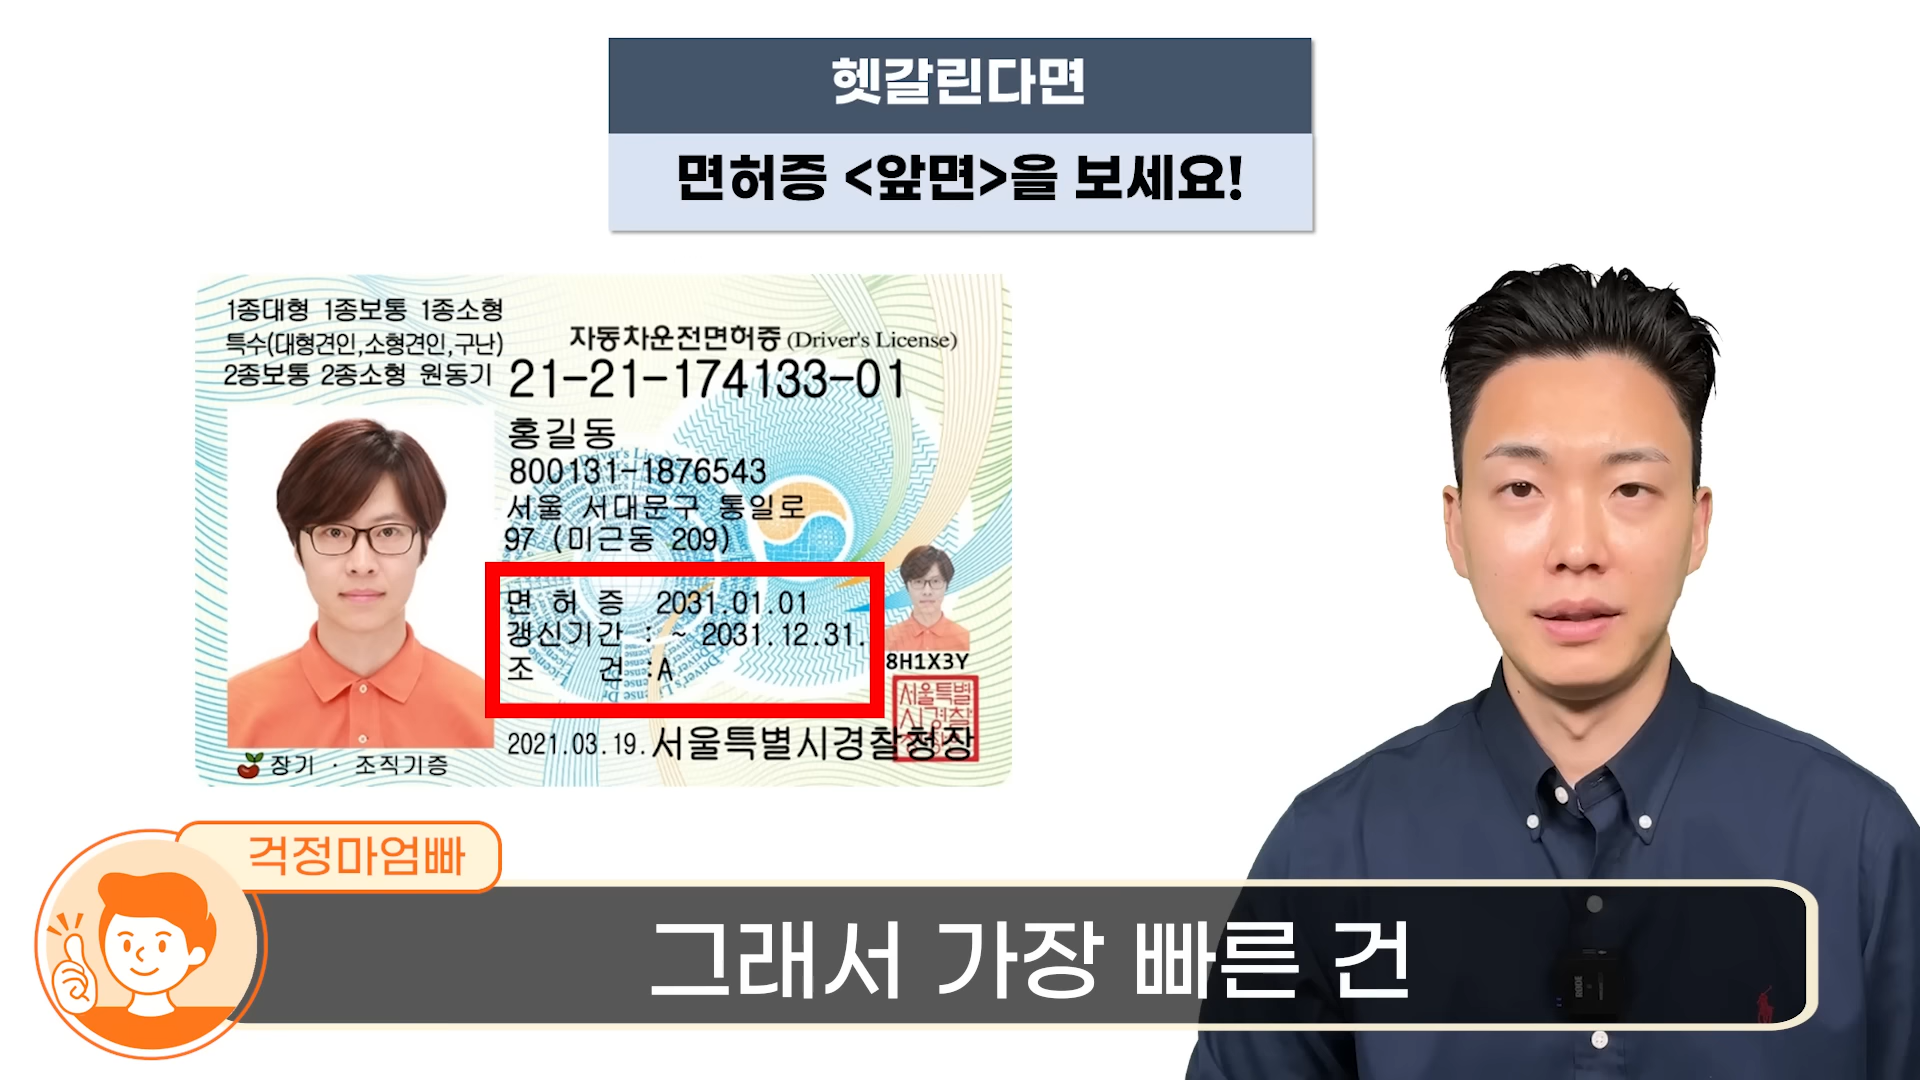 헷갈린다면
면허증 <앞면>을 보세요!
1종대형 1종보통 1종소형
특수(대형견인,소형견인,구난)
2종보통 2종소형 원동기
자동차운전면허증 (Driver's License)
21-21-174133-01
홍길동
800131-1876543
서울 서대문구 통일로
97 (미근동 209)
면 허 증 2031.01.01
갱신기간 : ~ 2031.12.31.
조 건 :A
8H1X3Y
2021.03.19. 서울특별시경찰청장
장기 · 조직기증
걱정마엄빠
그래서 가장 빠른 건
RODE